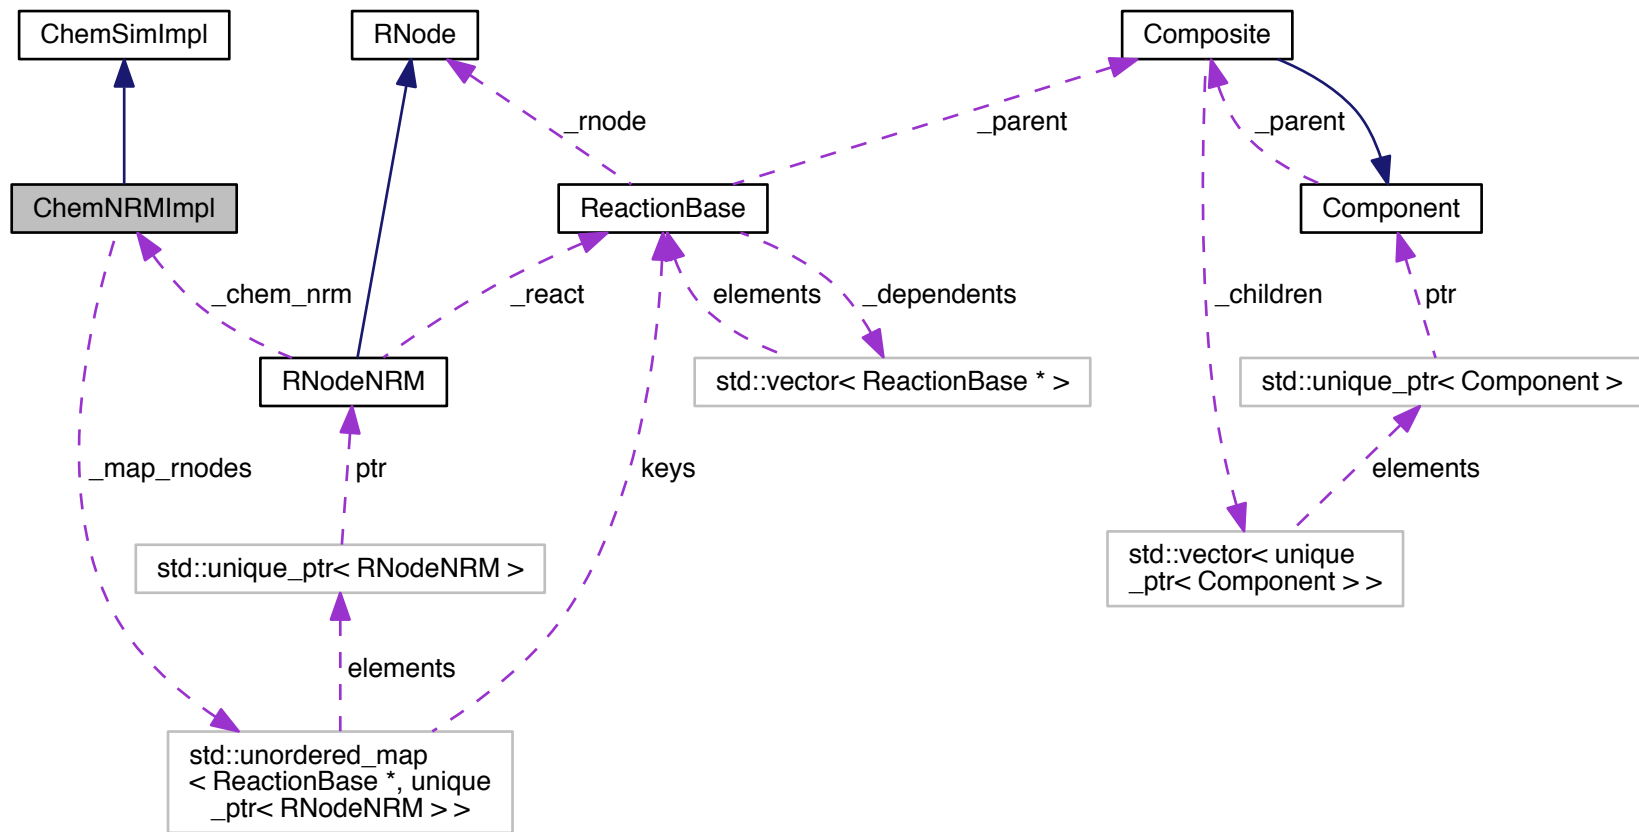 ChemSimImpl
RNode
Composite
_rnode
_parent
_parent
ChemNRMImpl
ReactionBase
Component
_chem_nrm
_react
elements
_dependents
_children
ptr
RNodeNRM
std::vector< ReactionBase * >
std::unique_ptr< Component >
_map_rnodes
ptr
keys
elements
std::unique_ptr< RNodeNRM >
std::vector< unique
_ptr< Component > >
elements
std::unordered_map
< ReactionBase *, unique
_ptr< RNodeNRM > >